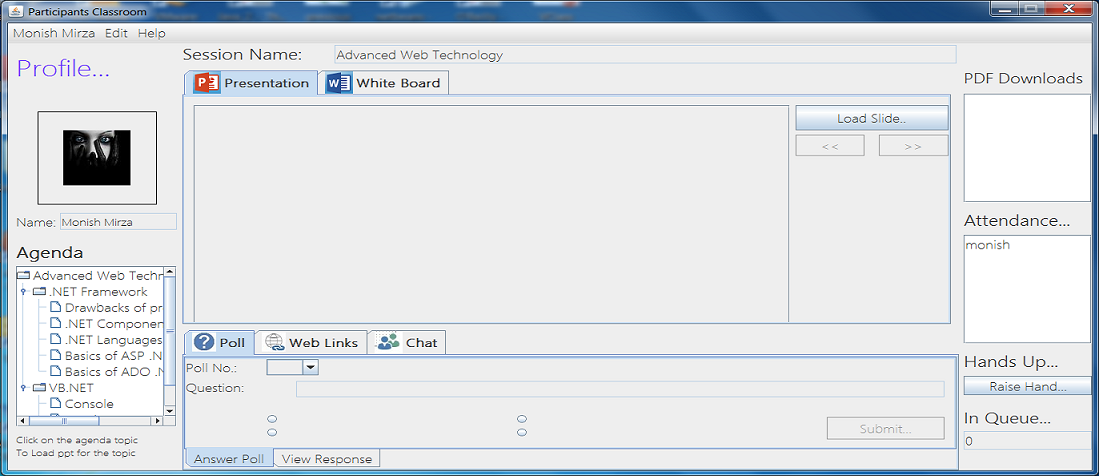 Participants Classroom
Monish Mirza Edit Help
Profile...
Name: Monish Mirza
Agenda
Advanced Web Techn
.NET Framework
Drawbacks of pr
.NET Componen
.NET Languages
Basics of ASP .N
Basics of ADO .N
VB.NET
Console
Click on the agenda topic
To Load ppt for the topic
Session Name: Advanced Web Technology
Presentation White Board
Load Slide..
<< >>
Poll Web Links Chat
Poll No.:
Question:
Submit...
Answer Poll View Response
PDF Downloads
Attendance...
monish
Hands Up...
Raise Hand...
In Queue...
0